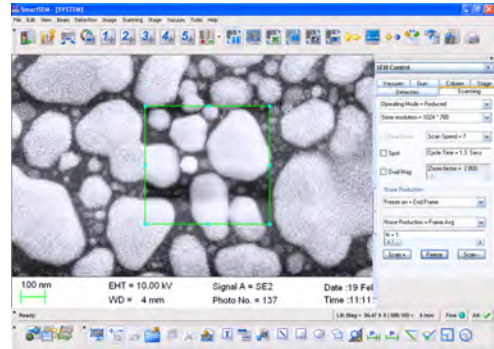 SmartSEM - [SYSTEM]
File Edit View Beam Detection Image Scanning Stage Vacuum Tools Help
SEM Control
Vacuum Gun Column Stage
Detectors Scanning
Operating Mode = Reduced
Store resolution = 1024 * 768
Scan Speed = 7
Spot Cycle Time = 1.3 Secs
Dual Mag Zoom factor = 2.000
Noise Reduction
Freeze on = End Frame
Noise Reduction = Frame Avg
N = 1
Scan + Freeze Scan -
100 nm EHT = 10.00 kV Signal A = SE2 Date :19 Feb
WD = 4 mm Photo No. = 137 Time :11:11:
Ready